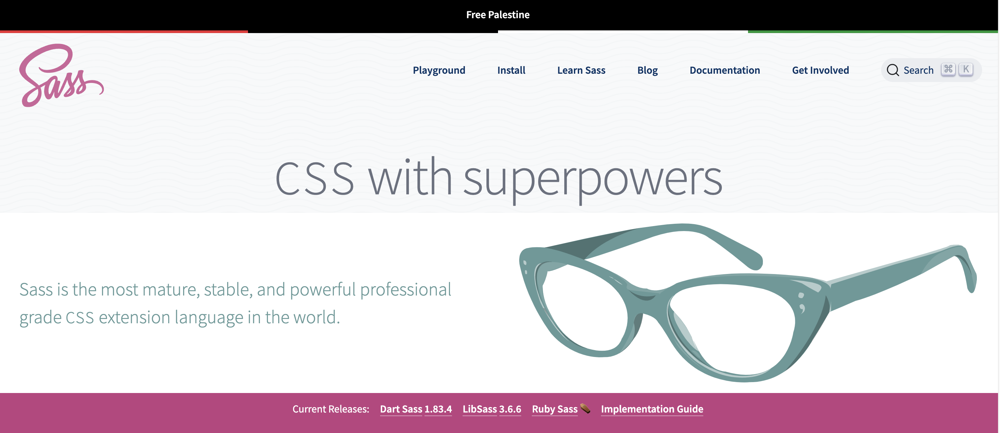 Free Palestine
Sass
Playground Install Learn Sass Blog Documentation Get Involved Search ⌘ K
CSS with superpowers
Sass is the most mature, stable, and powerful professional
grade CSS extension language in the world.
Current Releases: Dart Sass 1.83.4 LibSass 3.6.6 Ruby Sass ⚰️ Implementation Guide